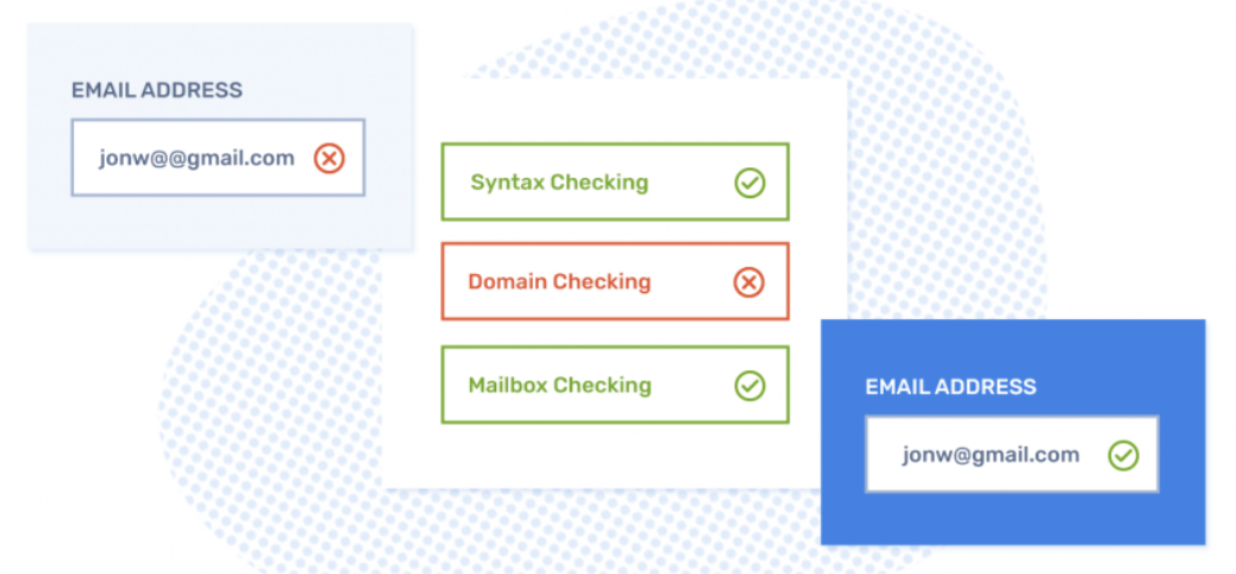 EMAIL ADDRESS
jonw@@gmail.com
Syntax Checking
Domain Checking
Mailbox Checking
EMAIL ADDRESS
jonw@gmail.com